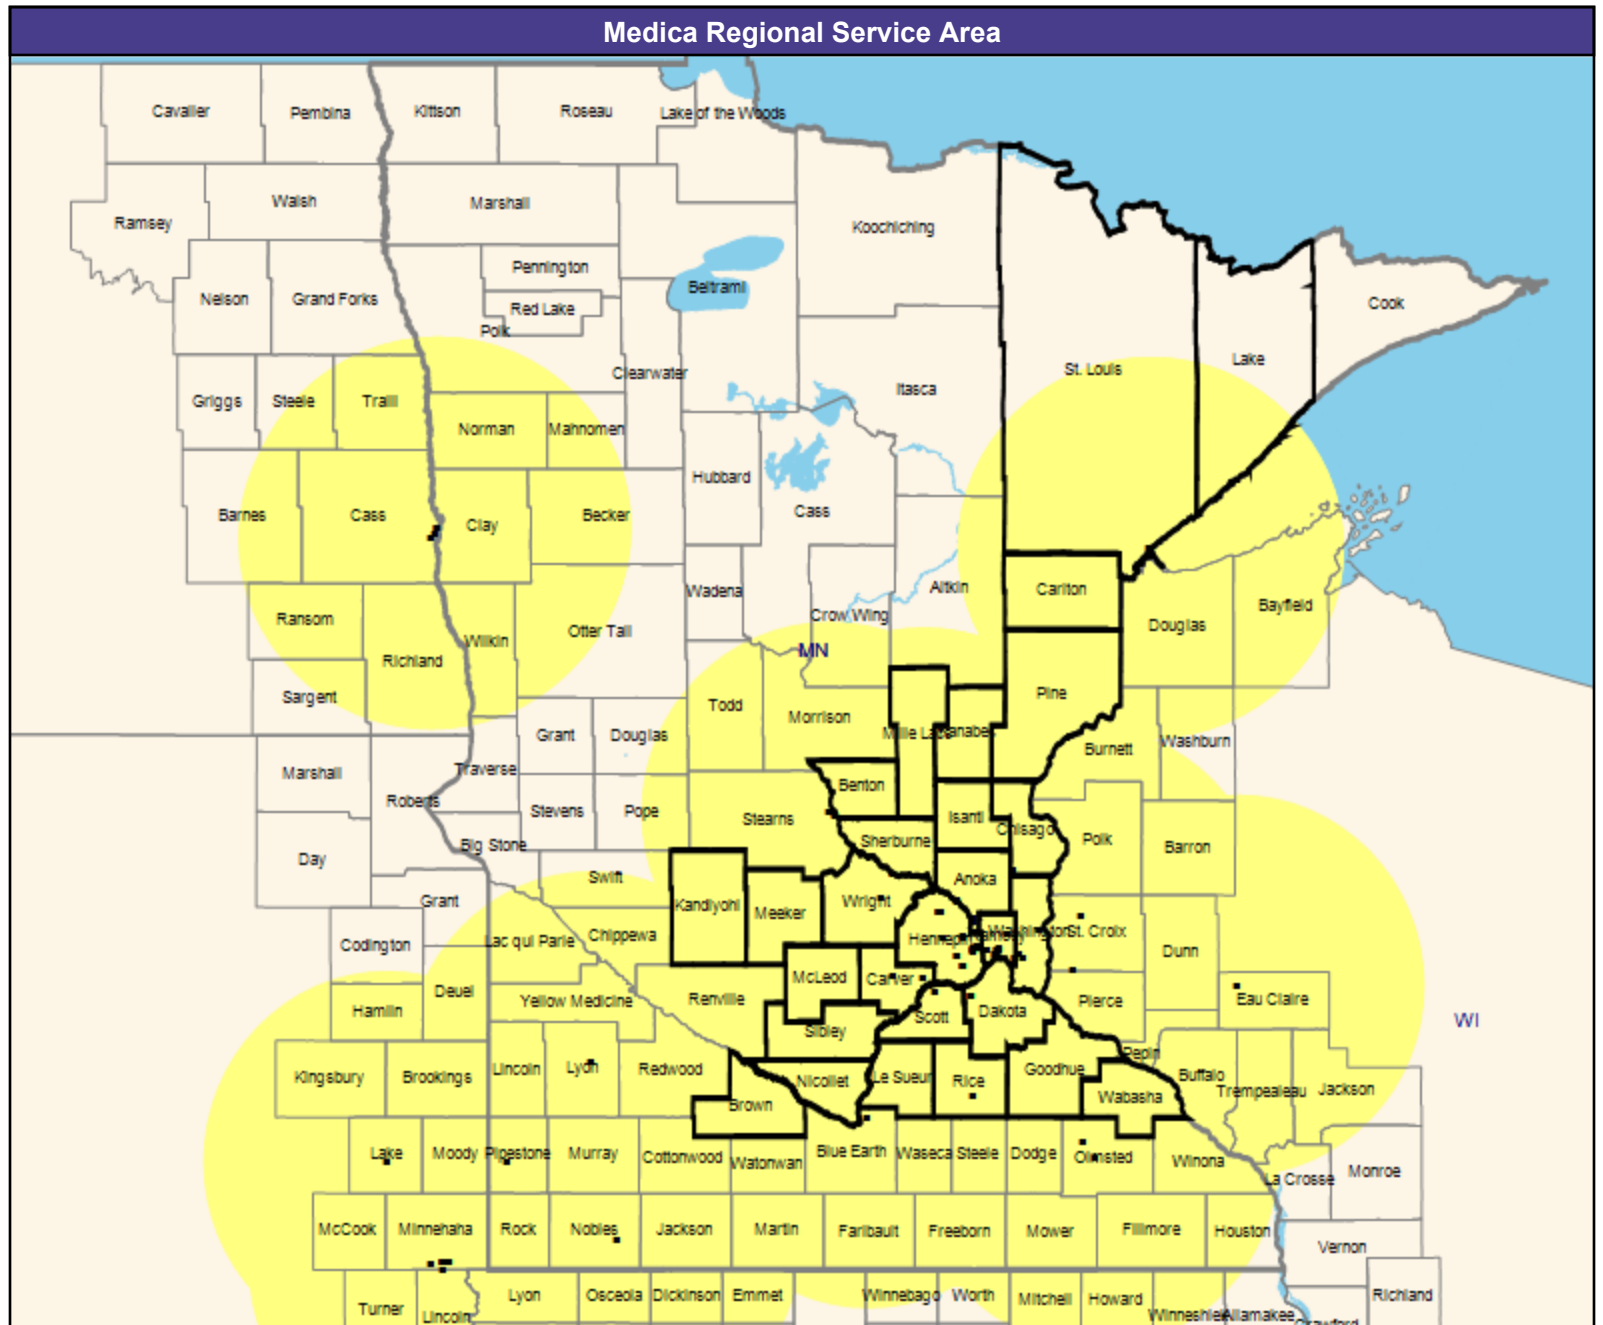 Medica Regional Service Area
Cavalier
Pembina
Kittson
Roseau
Lake of the Woods
Walsh
Marshall
Ramsey
Koochiching
Pennington
Nelson
Grand Forks
Beltrami
Red Lake
Cook
Polk
Clearwater
St. Louis
Lake
Itasca
Griggs
Steele
Traill
Norman
Mahnomen
Hubbard
Barnes
Cass
Clay
Becker
Cass
Wadena
Aitkin
Carlton
Crow Wing
Bayfield
Ransom
Otter Tail
Wilkin
Douglas
MN
Richland
Sargent
Todd
Morrison
Pine
Grant
Douglas
Mille Lacs
Kanabec
Burnett
Washburn
Marshall
Traverse
Benton
Roberts
Stevens
Pope
Stearns
Isanti
Chisago
Polk
Barron
Big Stone
Sherburne
Day
Swift
Anoka
Grant
Kandiyohi
Meeker
Wright
Codington
Lac qui Parle
Chippewa
Hennepin
Washington
St. Croix
Dunn
McLeod
Carver
Deuel
Yellow Medicine
Renville
Hamlin
Scott
Dakota
Pierce
Eau Claire
WI
Sibley
Pepin
Kingsbury
Brookings
Lincoln
Lyon
Redwood
Nicollet
Le Sueur
Rice
Goodhue
Buffalo
Trempealeau
Jackson
Brown
Wabasha
Lake
Moody
Pipestone
Murray
Cottonwood
Watonwan
Blue Earth
Waseca
Steele
Dodge
Olmsted
Winona
La Crosse
Monroe
McCook
Minnehaha
Rock
Nobles
Jackson
Martin
Faribault
Freeborn
Mower
Fillmore
Houston
Vernon
Turner
Lincoln
Lyon
Osceola
Dickinson
Emmet
Winnebago
Worth
Mitchell
Howard
Winneshiek
Allamakee
Crawford
Richland